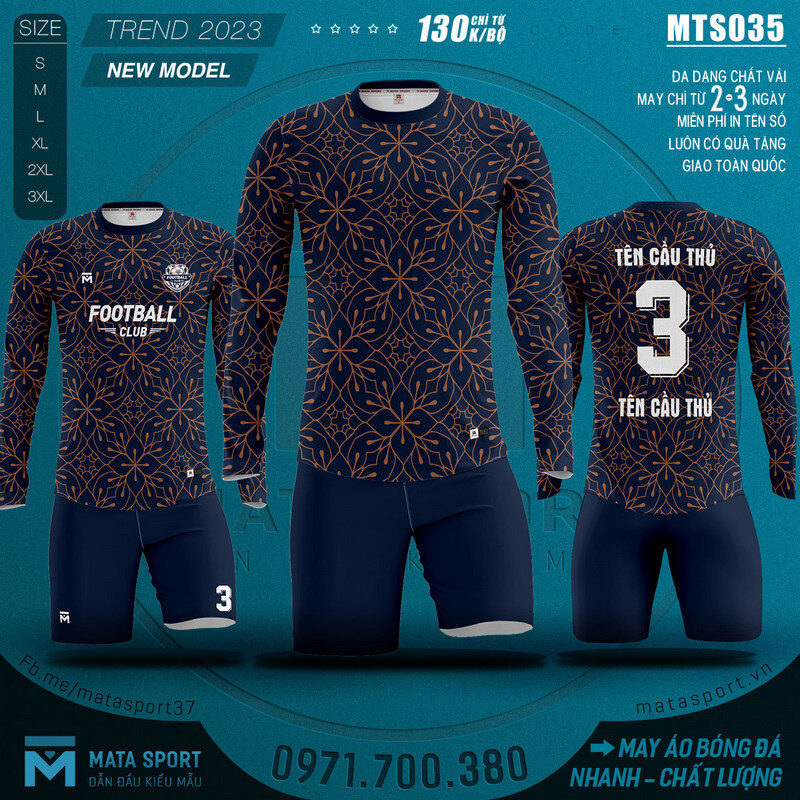 SIZE
S
M
L
XL
2XL
3XL
TREND 2023
NEW MODEL
130 CHỈ TỪ K/BỘ
CODE
MTS035
ĐA DẠNG CHẤT VẢI
MAY CHỈ TỪ 2-3 NGÀY
MIỄN PHÍ IN TÊN SỐ
LUÔN CÓ QUÀ TẶNG
GIAO TOÀN QUỐC
M
FOOTBALL
FOOTBALL
CLUB
3
M
TÊN CẦU THỦ
3
TÊN CẦU THỦ
MATA SPORT
Fb.me/matasport37
matasport.vn
M
MATA SPORT
DẪN ĐẦU KIỂU MẪU
0971.700.380
MAY ÁO BÓNG ĐÁ
NHANH – CHẤT LƯỢNG